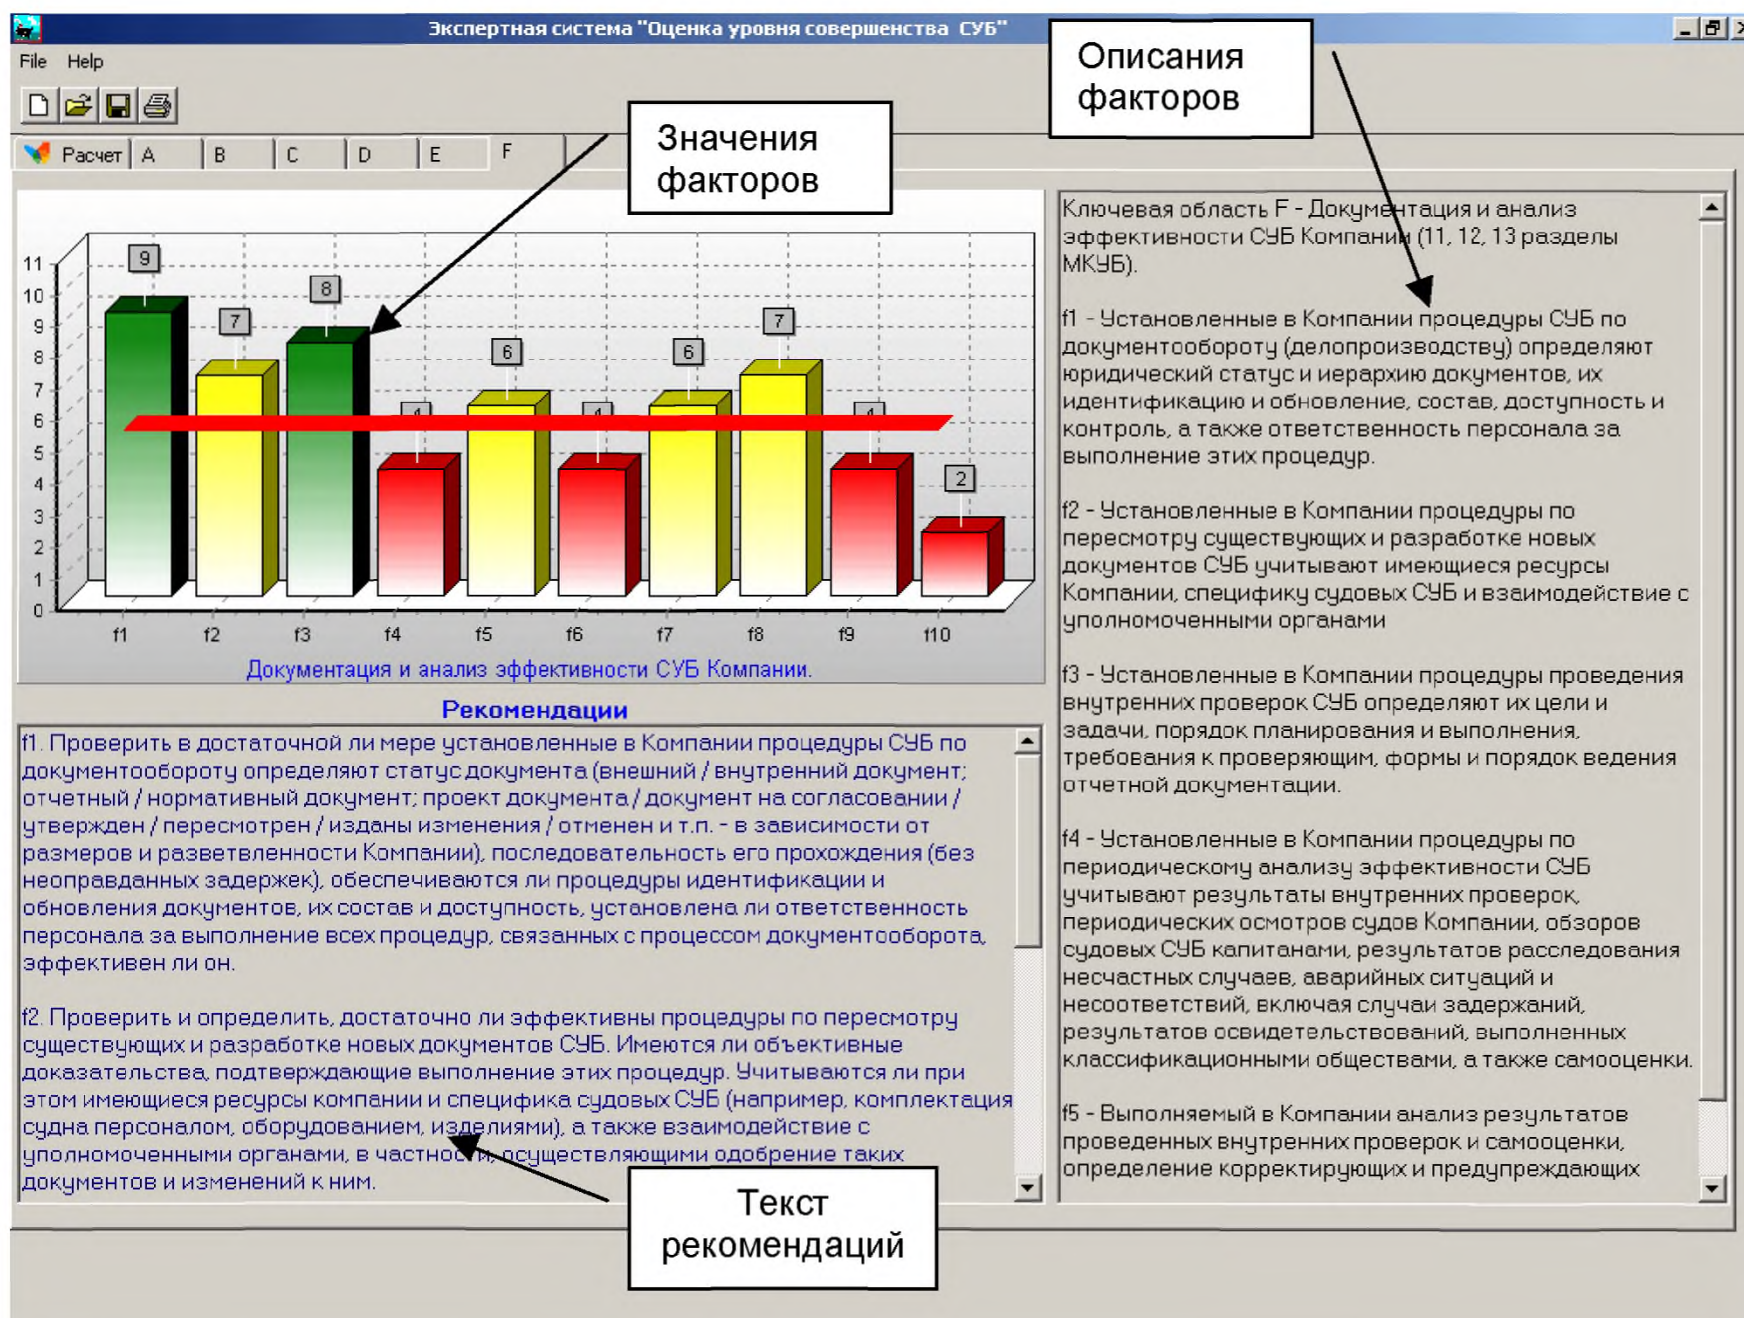 Экспертная система "Оценка уровня совершенства СУБ"
File Help
Описания
факторов
Значения
факторов
Расчет A B C D E F
11
10
9
8
7
6
5
4
3
2
1
0
9
7
8
4
6
4
6
7
4
2
f1 f2 f3 f4 f5 f6 f7 f8 f9 f10
Документация и анализ эффективности СУБ Компании.
Рекомендации
f1. Проверить в достаточной ли мере установленные в Компании процедуры СУБ по
документообороту определяют статус документа (внешний / внутренний документ;
отчетный / нормативный документ; проект документа / документ на согласовании /
утвержден / пересмотрен / изданы изменения / отменен и т.п. - в зависимости от
размеров и разветвленности Компании), последовательность его прохождения (без
неоправданных задержек), обеспечиваются ли процедуры идентификации и
обновления документов, их состав и доступность, установлена ли ответственность
персонала за выполнение всех процедур, связанных с процессом документооборота,
эффективен ли он.
f2. Проверить и определить, достаточно ли эффективны процедуры по пересмотру
существующих и разработке новых документов СУБ. Имеются ли объективные
доказательства, подтверждающие выполнение этих процедур. Учитываются ли при
этом имеющиеся ресурсы компании и специфика судовых СУБ (например, комплектация
судна персоналом, оборудованием, изделиями), а также взаимодействие с
уполномоченными органами, в частности, осуществляющими одобрение таких
документов и изменений к ним.
Текст
рекомендаций
Ключевая область F - Документация и анализ
эффективности СУБ Компании (11, 12, 13 разделы
МКУБ).
f1 - Установленные в Компании процедуры СУБ по
документообороту (делопроизводству) определяют
юридический статус и иерархию документов, их
идентификацию и обновление, состав, доступность и
контроль, а также ответственность персонала за
выполнение этих процедур.
f2 - Установленные в Компании процедуры по
пересмотру существующих и разработке новых
документов СУБ учитывают имеющиеся ресурсы
Компании, специфику судовых СУБ и взаимодействие с
уполномоченными органами
f3 - Установленные в Компании процедуры проведения
внутренних проверок СУБ определяют их цели и
задачи, порядок планирования и выполнения,
требования к проверяющим, формы и порядок ведения
отчетной документации.
f4 - Установленные в Компании процедуры по
периодическому анализу эффективности СУБ
учитывают результаты внутренних проверок,
периодических осмотров судов Компании, обзоров
судовых СУБ капитанами, результатов расследования
несчастных случаев, аварийных ситуаций и
несоответствий, включая случаи задержаний,
результатов освидетельствований, выполненных
классификационными обществами, а также самооценки.
f5 - Выполняемый в Компании анализ результатов
проведенных внутренних проверок и самооценки,
определение корректирующих и предупреждающих